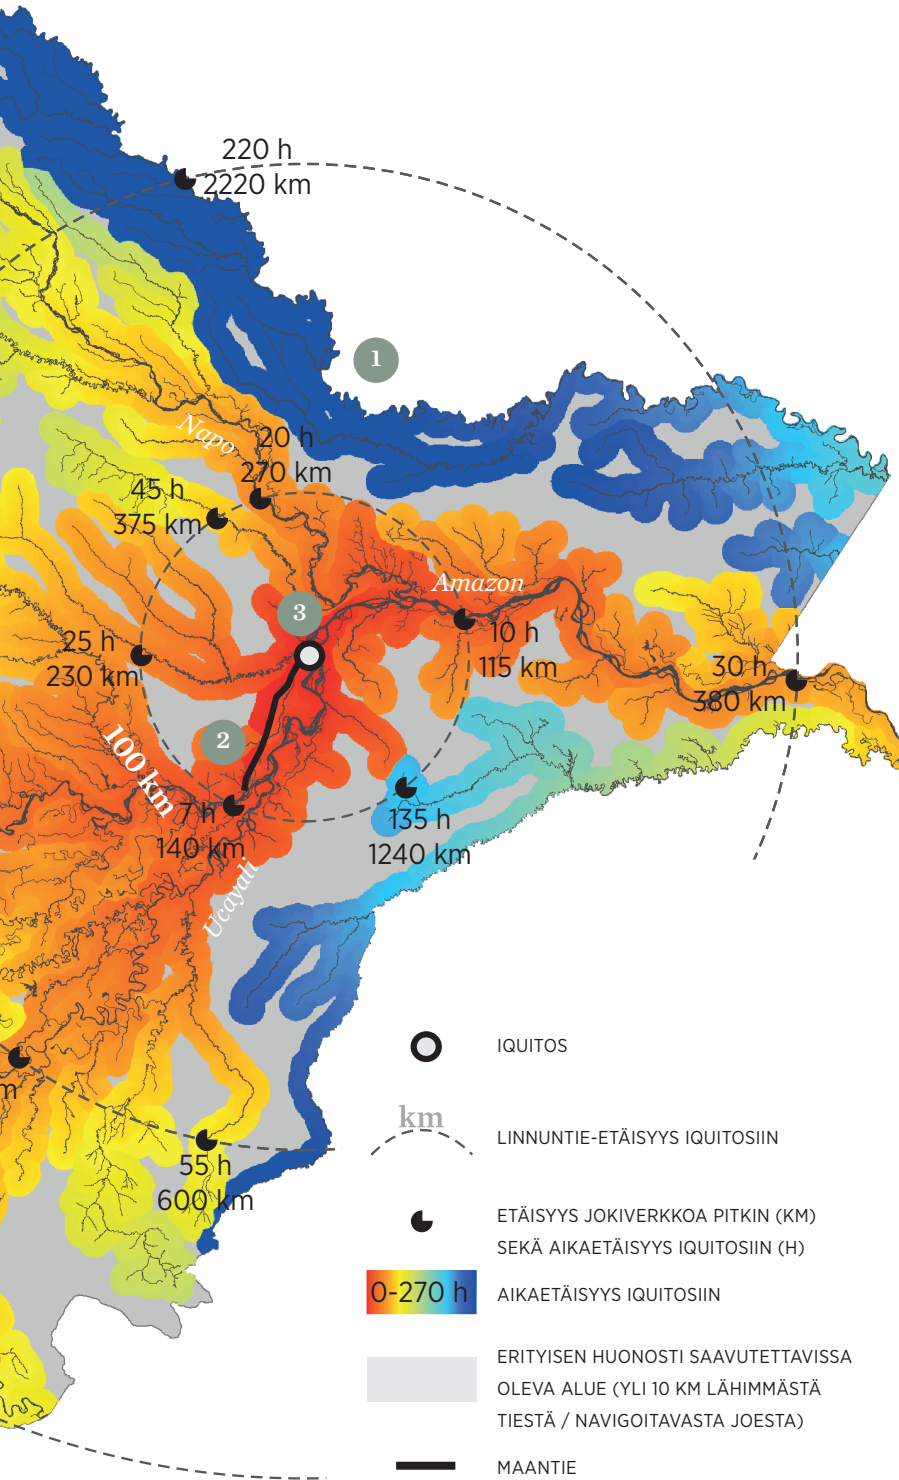 220 h
2220 km
1
Napo
20 h
270 km
45 h
375 km
Amazon
3
10 h
115 km
25 h
230 km
30 h
380 km
2
100 km
7 h
140 km
135 h
1240 km
Ucayali
m
55 h
600 km
IQUITOS
km
LINNUNTIE-ETÄISYYS IQUITOSIIN
ETÄISYYS JOKIVERKKOA PITKIN (KM)
SEKÄ AIKAETÄISYYS IQUITOSIIN (H)
0-270 h
AIKAETÄISYYS IQUITOSIIN
ERITYISEN HUONOSTI SAAVUTETTAVISSA
OLEVA ALUE (YLI 10 KM LÄHIMMÄSTÄ
TIESTÄ / NAVIGOITAVASTA JOESTA)
MAANTIE